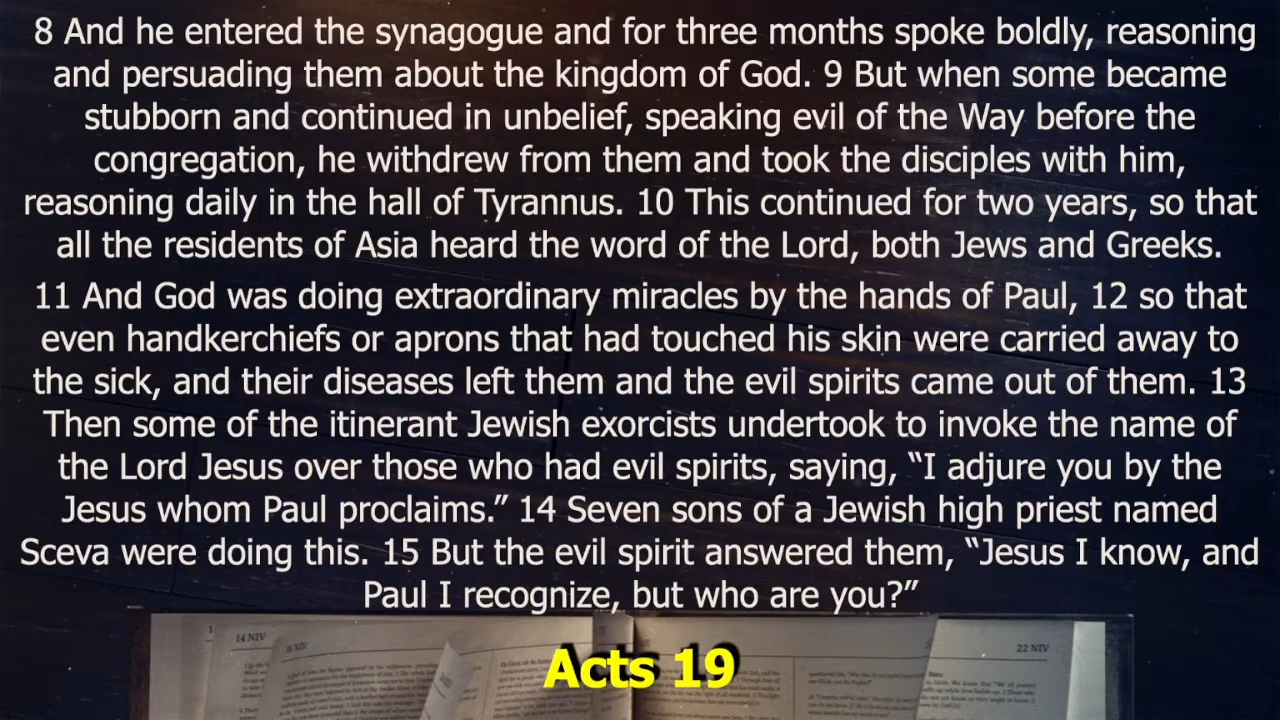 8 And he entered the synagogue and for three months spoke boldly, reasoning
and persuading them about the kingdom of God. 9 But when some became
stubborn and continued in unbelief, speaking evil of the Way before the
congregation, he withdrew from them and took the disciples with him,
reasoning daily in the hall of Tyrannus. 10 This continued for two years, so that
all the residents of Asia heard the word of the Lord, both Jews and Greeks.
11 And God was doing extraordinary miracles by the hands of Paul, 12 so that
even handkerchiefs or aprons that had touched his skin were carried away to
the sick, and their diseases left them and the evil spirits came out of them. 13
Then some of the itinerant Jewish exorcists undertook to invoke the name of
the Lord Jesus over those who had evil spirits, saying, “I adjure you by the
Jesus whom Paul proclaims.” 14 Seven sons of a Jewish high priest named
Sceva were doing this. 15 But the evil spirit answered them, “Jesus I know, and
Paul I recognize, but who are you?”
14 NIV
22 NIV
Acts 19